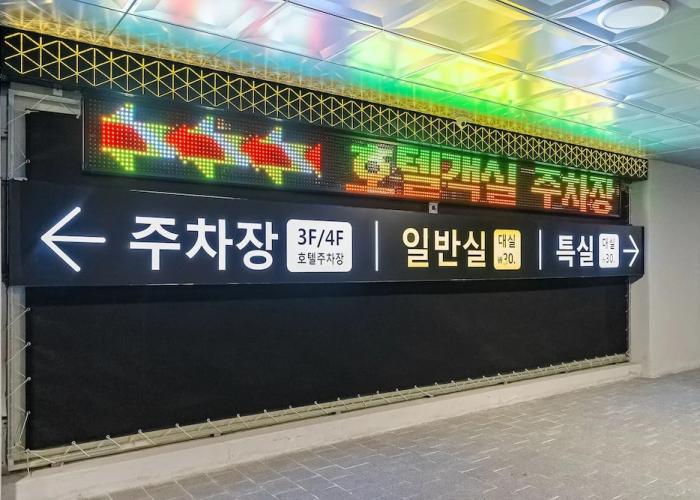 호텔객실 주차장
← 주차장 3F/4F 호텔주차장 | 일반실 대실 | 특실 대실 →